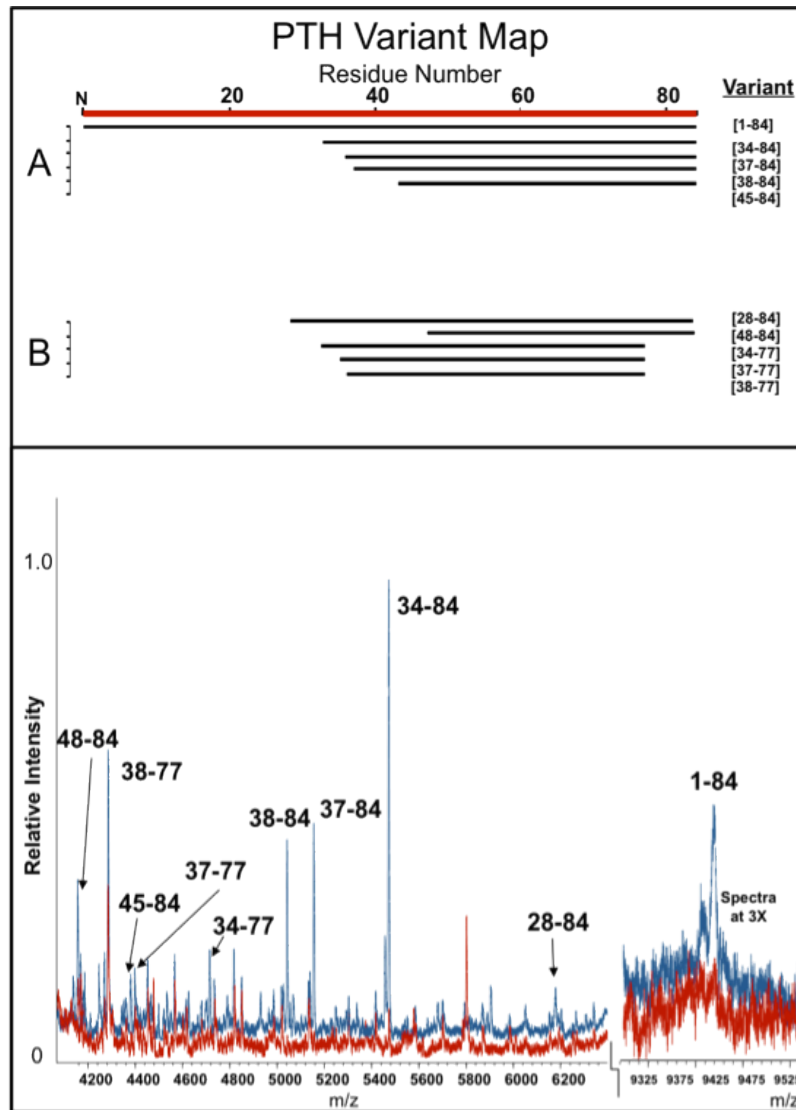 PTH Variant Map
Residue Number
Variant
N 20 40 60 80
A
[1-84]
[34-84]
[37-84]
[38-84]
[45-84]
B
[28-84]
[48-84]
[34-77]
[37-77]
[38-77]
1.0
Relative Intensity
0
34-84
48-84
38-77
38-84
37-84
1-84
37-77
45-84
34-77
28-84
Spectra
at 3X
4200 4400 4600 4800 5000 5200 5400 5600 5800 6000 6200
9325 9375 9425 9475 9525
m/z
m/z